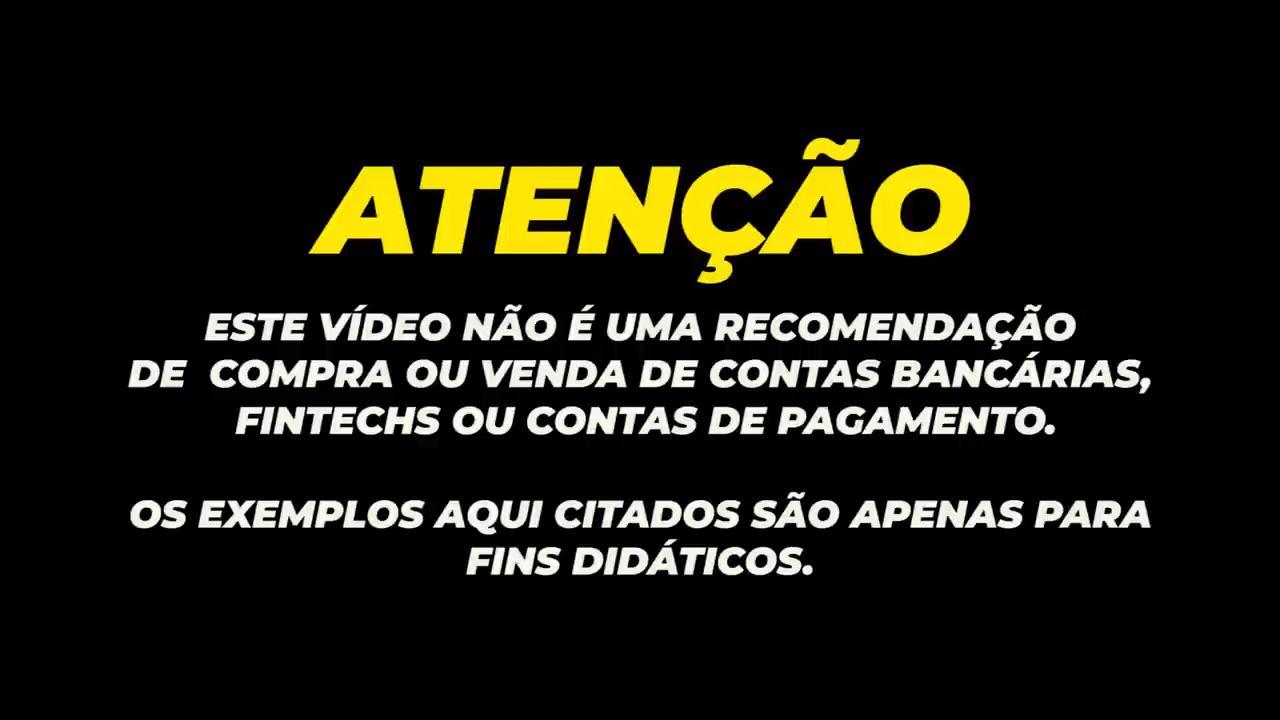 ATENÇÃO
ESTE VÍDEO NÃO É UMA RECOMENDAÇÃO
DE COMPRA OU VENDA DE CONTAS BANCÁRIAS,
FINTECHS OU CONTAS DE PAGAMENTO.
OS EXEMPLOS AQUI CITADOS SÃO APENAS PARA
FINS DIDÁTICOS.